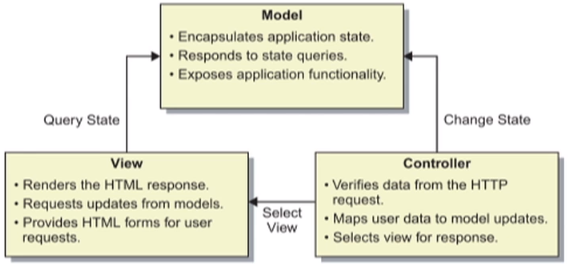 Model
• Encapsulates application state.
• Responds to state queries.
• Exposes application functionality.
Query State
Change State
View
• Renders the HTML response.
• Requests updates from models.
• Provides HTML forms for user
requests.
Select
View
Controller
• Verifies data from the HTTP
request.
• Maps user data to model updates.
• Selects view for response.